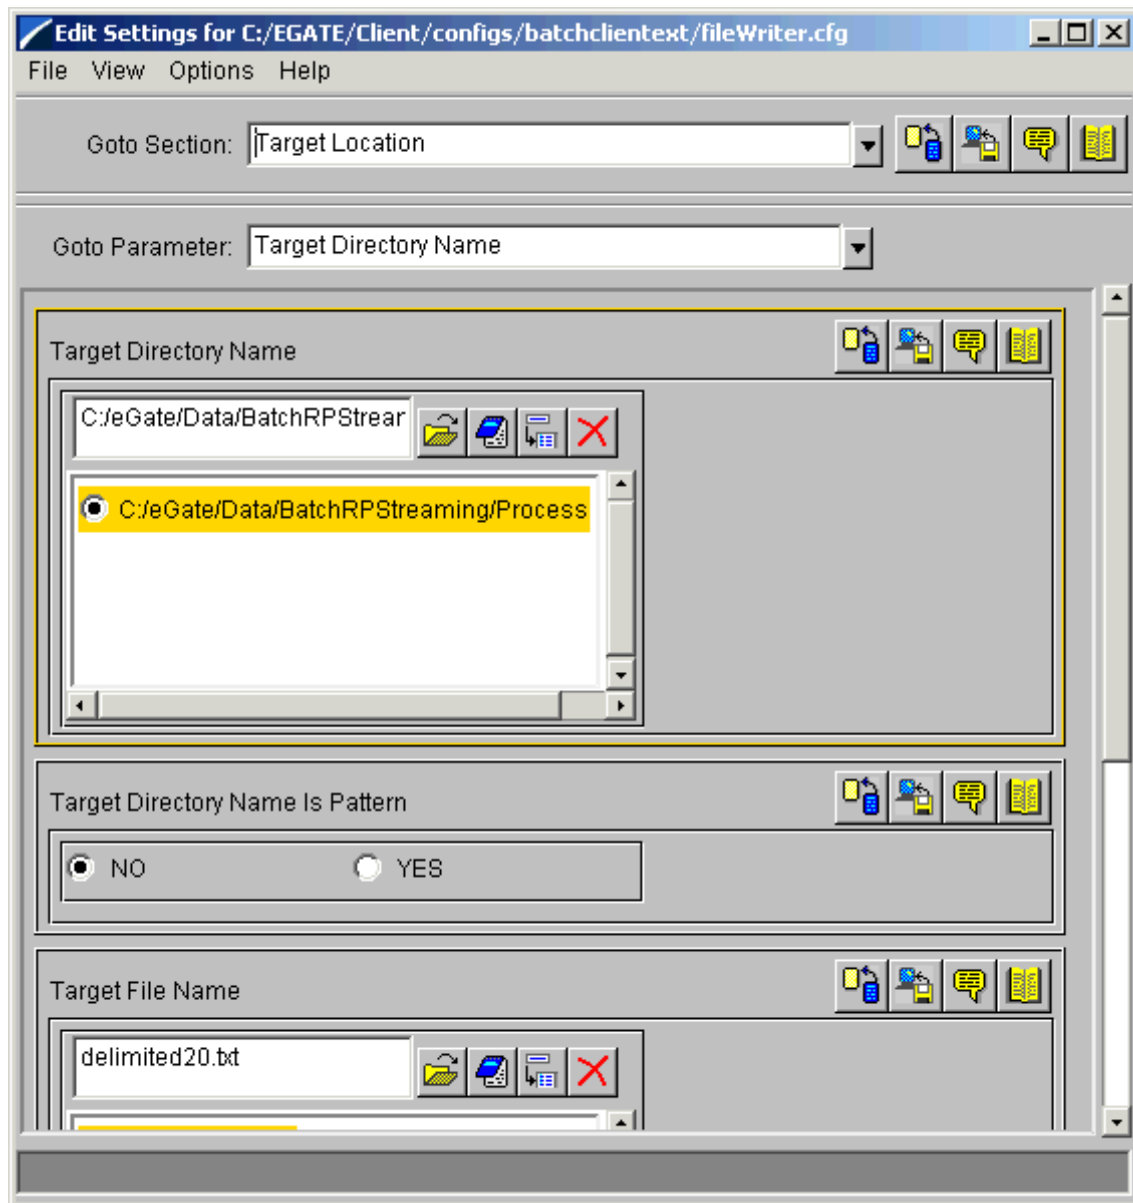 Edit Settings for C:/EGATE/Client/configs/batchclientext/fileWriter.cfg
File View Options Help
Goto Section: Target Location
Goto Parameter: Target Directory Name
Target Directory Name
C:/eGate/Data/BatchRPStrear
C:/eGate/Data/BatchRPStreaming/Process
Target Directory Name Is Pattern
NO YES
Target File Name
delimited20.txt